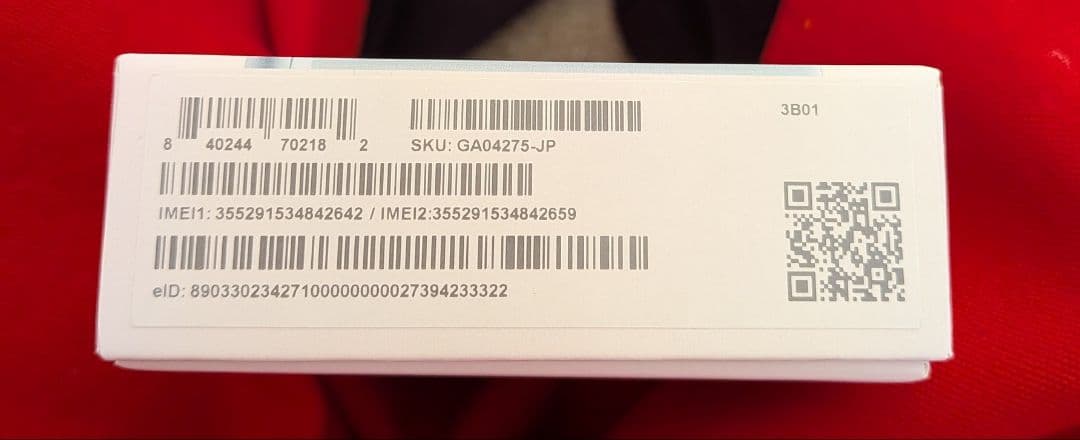 3B01
8 40244 70218 2
SKU: GA04275-JP
IMEI1: 355291534842642 / IMEI2:355291534842659
eID: 89033023427100000000027394233322